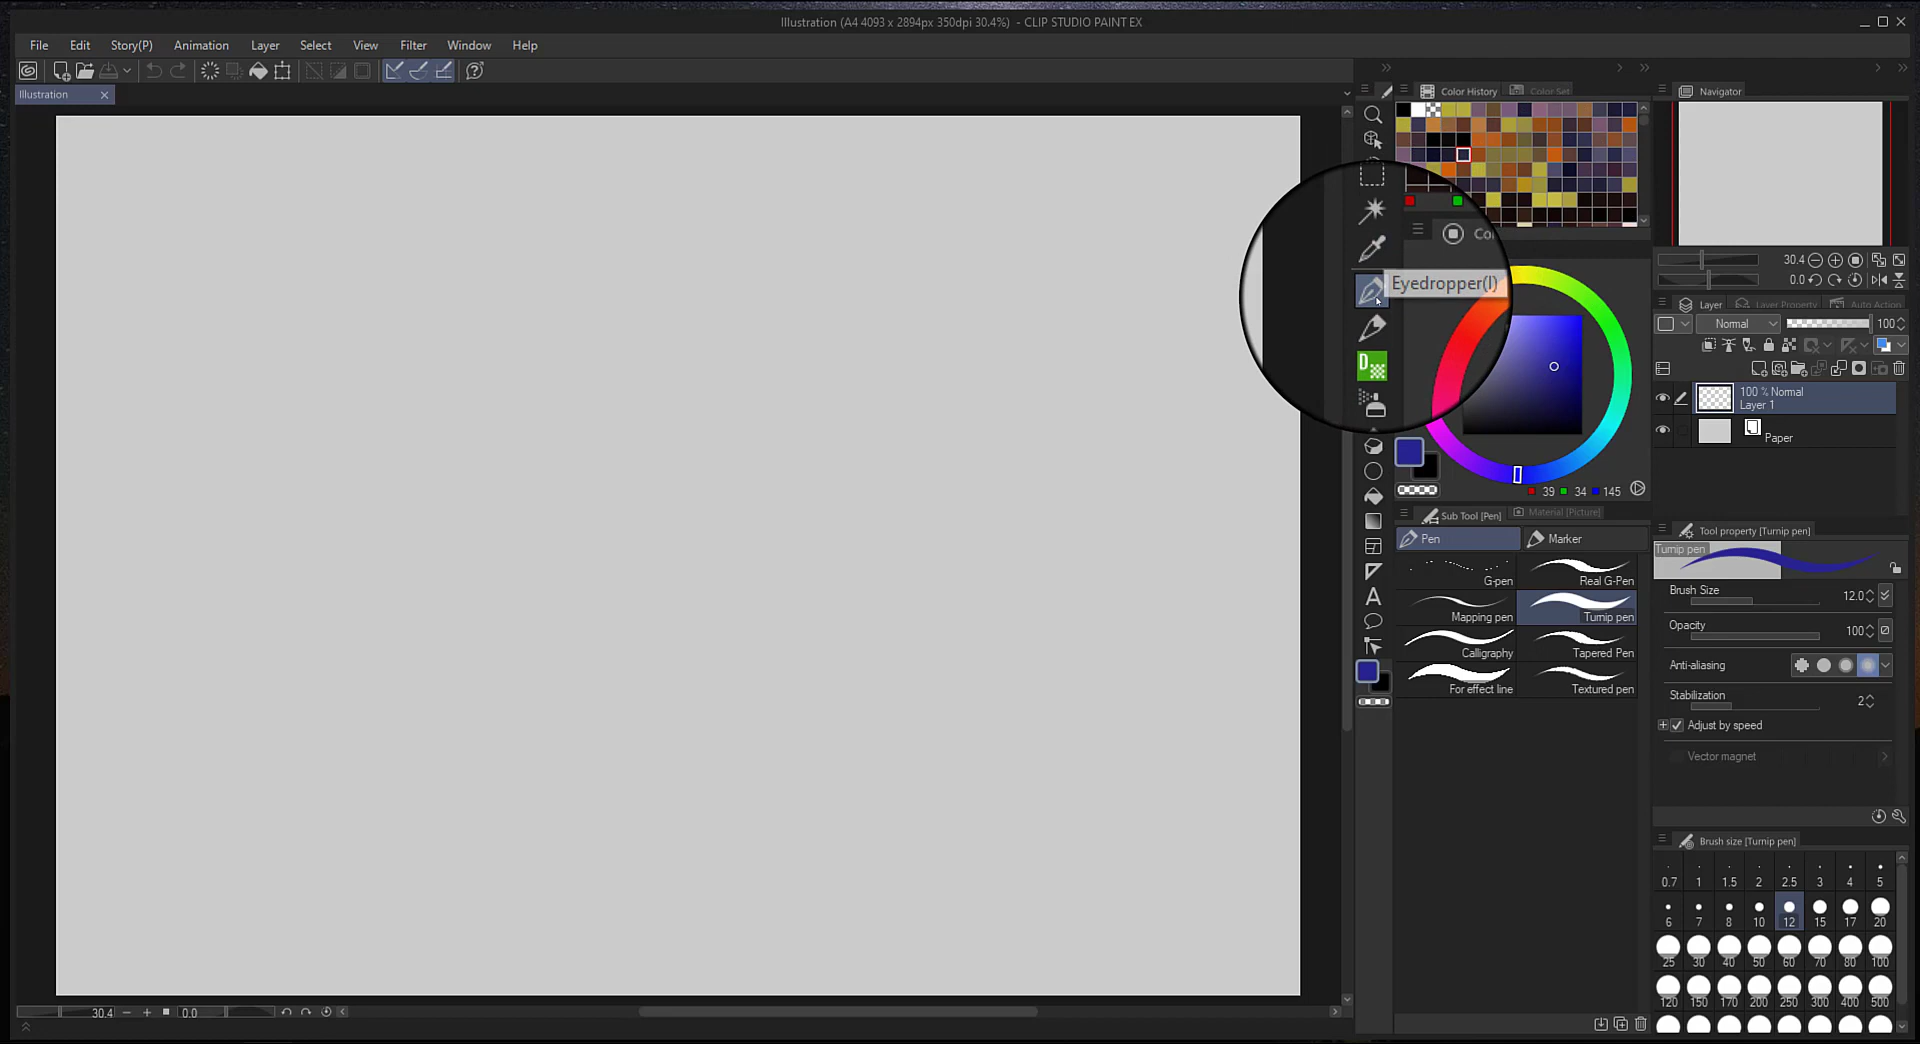 Illustration (A4 4093 x 2894px 350dpi 30.4%) - CLIP STUDIO PAINT EX
File Edit Story(P) Animation Layer Select View Filter Window Help
Illustration
Color History Color Set
Navigator
Co
Eyedropper(I)
D
A
39 34 145
30.4
0.0
Layer Layer Property Auto Action
Normal 100
100 % Normal
Layer 1
Paper
Sub Tool [Pen] Material [Picture]
Pen Marker
G-pen Real G-Pen
Mapping pen Turnip pen
Calligraphy Tapered Pen
For effect line Textured pen
Tool property [Turnip pen]
Turnip pen
Brush Size 12.0
Opacity 100
Anti-aliasing
Stabilization 2
Adjust by speed
Vector magnet
Brush size [Turnip pen]
0.7 1 1.5 2 2.5 3 4 5
6 7 8 10 12 15 17 20
25 30 40 50 60 70 80 100
120 150 170 200 250 300 400 500
30.4 0.0